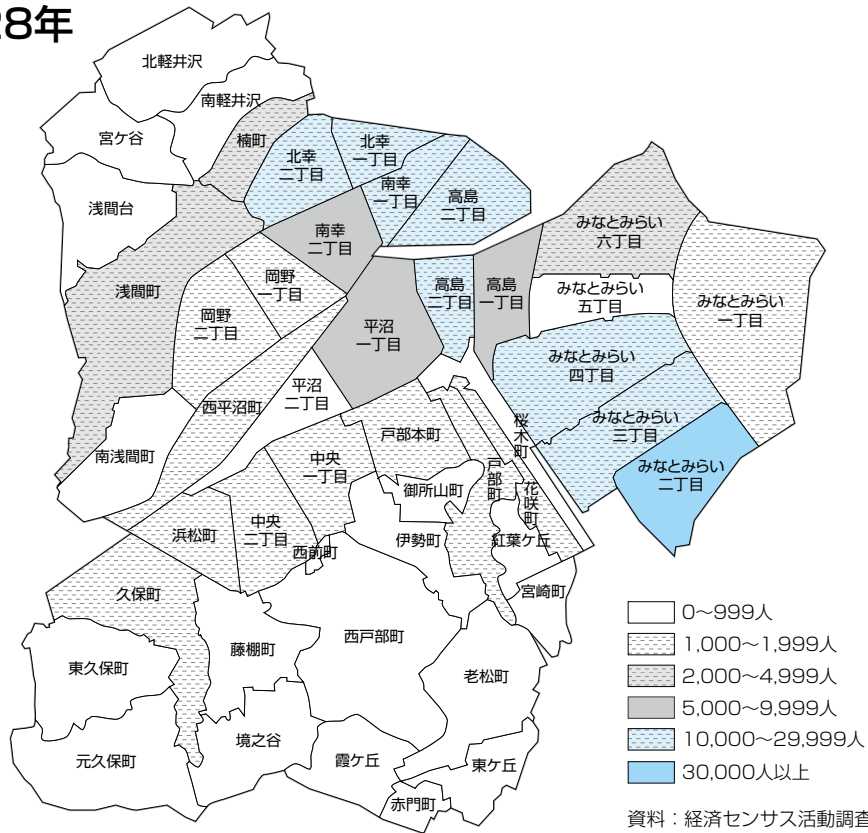 28年
北軽井沢
南軽井沢
宮ケ谷
楠町
北幸
一丁目
北幸
二丁目
南幸
一丁目
高島
二丁目
浅間台
南幸
二丁目
みなとみらい
六丁目
浅間町
岡野
一丁目
岡野
二丁目
高島
二丁目
高島
一丁目
みなとみらい
五丁目
みなとみらい
一丁目
平沼
一丁目
みなとみらい
四丁目
平沼
二丁目
西平沼町
桜木町
みなとみらい
三丁目
戸部本町
南浅間町
中央
一丁目
戸部町
みなとみらい
二丁目
御所山町
花咲町
浜松町
中央
二丁目
西前町
伊勢町
紅葉ケ丘
久保町
宮崎町
藤棚町
西戸部町
東久保町
老松町
境之谷
元久保町
霞ケ丘
東ケ丘
赤門町
0～999人
1,000～1,999人
2,000～4,999人
5,000～9,999人
10,000～29,999人
30,000人以上
資料：経済センサス活動調査